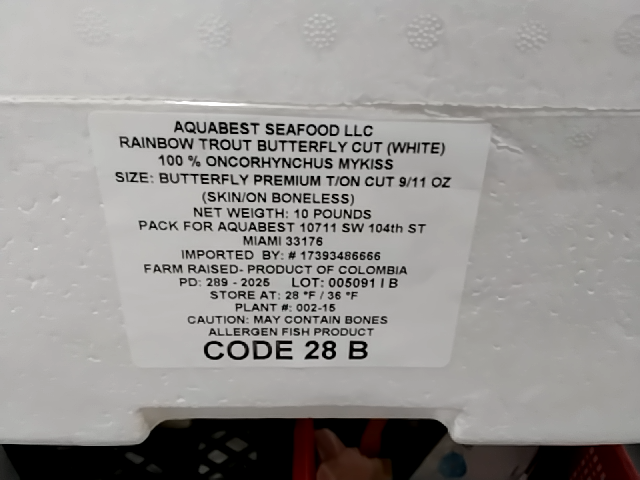 AQUABEST SEAFOOD LLC
RAINBOW TROUT BUTTERFLY CUT (WHITE)
100 % ONCORHYNCHUS MYKISS
SIZE: BUTTERFLY PREMIUM T/ON CUT 9/11 OZ
(SKIN/ON BONELESS)
NET WEIGTH: 10 POUNDS
PACK FOR AQUABEST 10711 SW 104th ST
MIAMI 33176
IMPORTED BY: # 17393486666
FARM RAISED- PRODUCT OF COLOMBIA
PD: 289 - 2025 LOT: 005091 I B
STORE AT: 28 °F / 36 °F
PLANT #: 002-15
CAUTION: MAY CONTAIN BONES
ALLERGEN FISH PRODUCT
CODE 28 B